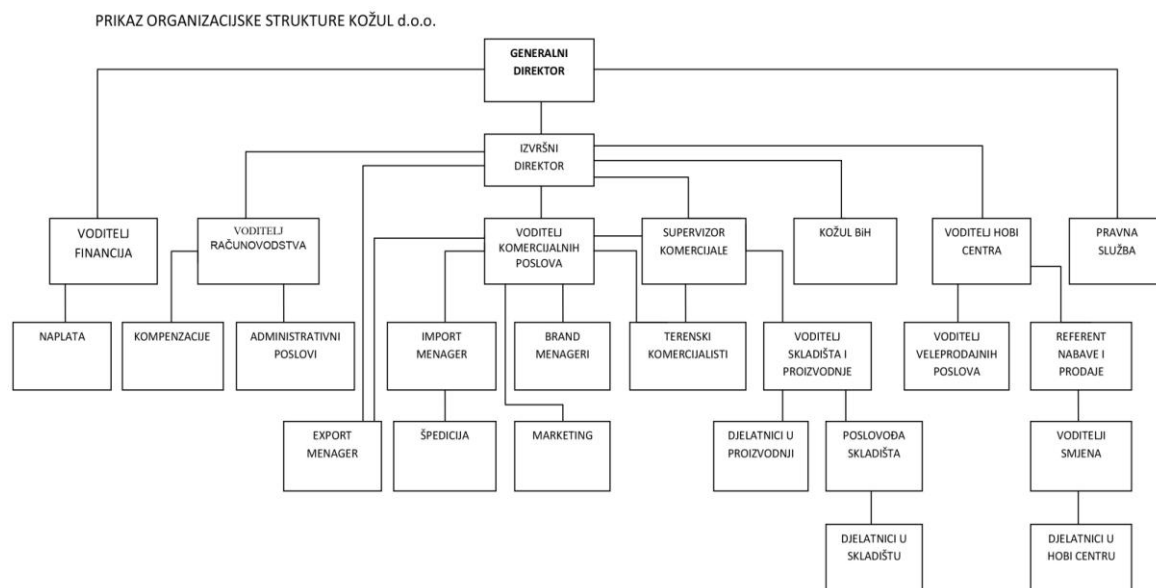 PRIKAZ ORGANIZACIJSKE STRUKTURE KOŽUL d.o.o.
GENERALNI
DIREKTOR
IZVRŠNI
DIREKTOR
VODITELJ
FINANCIJA
VODITELJ
RAČUNOVODSTVA
VODITELJ
KOMERCIJALNIH
POSLOVA
SUPERVIZOR
KOMERCIJALE
KOŽUL BiH
VODITELJ HOBI
CENTRA
PRAVNA
SLUŽBA
NAPLATA
KOMPENZACIJE
ADMINISTRATIVNI
POSLOVI
IMPORT
MENAGER
BRAND
MENAGERI
TERENSKI
KOMERCIJALISTI
VODITELJ
SKLADIŠTA I
PROIZVODNJE
VODITELJ
VELEPRODAJNIH
POSLOVA
REFERENT
NABAVE I
PRODAJE
EXPORT
MENAGER
ŠPEDICIJA
MARKETING
DJELATNICI U
PROIZVODNJI
POSLOVOĐA
SKLADIŠTA
VODITELJI
SMJENA
DJELATNICI U
SKLADIŠTU
DJELATNICI U
HOBI CENTRU